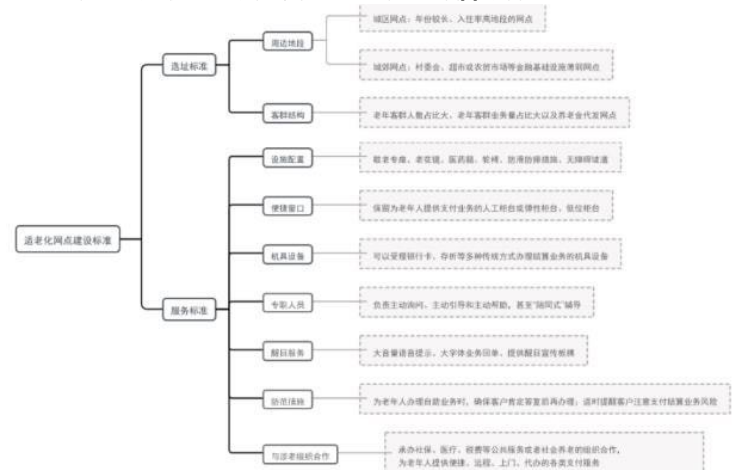 城区网点：年份较长、入住率高地段的网点
周边地段
选址标准
城郊网点：村委会、超市或农贸市场等金融基础设施薄弱网点
客群结构
老年客群人数占比大、老年客群业务量占比大以及养老金代发网点
设施配置
敬老专座、老花镜、医药箱、轮椅、防滑防摔措施、无障碍坡道
便捷窗口
保留为老年人提供支付业务的人工柜台或弹性柜台、低位柜台
适老化网点建设标准
机具设备
可以受理银行卡、存折等多种传统方式办理结算业务的机具设备
专职人员
负责主动询问、主动引导和主动帮助，甚至“陪同式”辅导
服务标准
醒目服务
大音量语音提示、大字体业务回单、提供醒目宣传板牌
防范措施
为老年人办理自助业务时，确保客户肯定答复后再办理；适时提醒客户注意支付结算业务风险
与涉老组织合作
承办社保、医疗、税费等公共服务或者社会养老的组织合作，
为老年人提供便捷、远程、上门、代办的各类支付服务